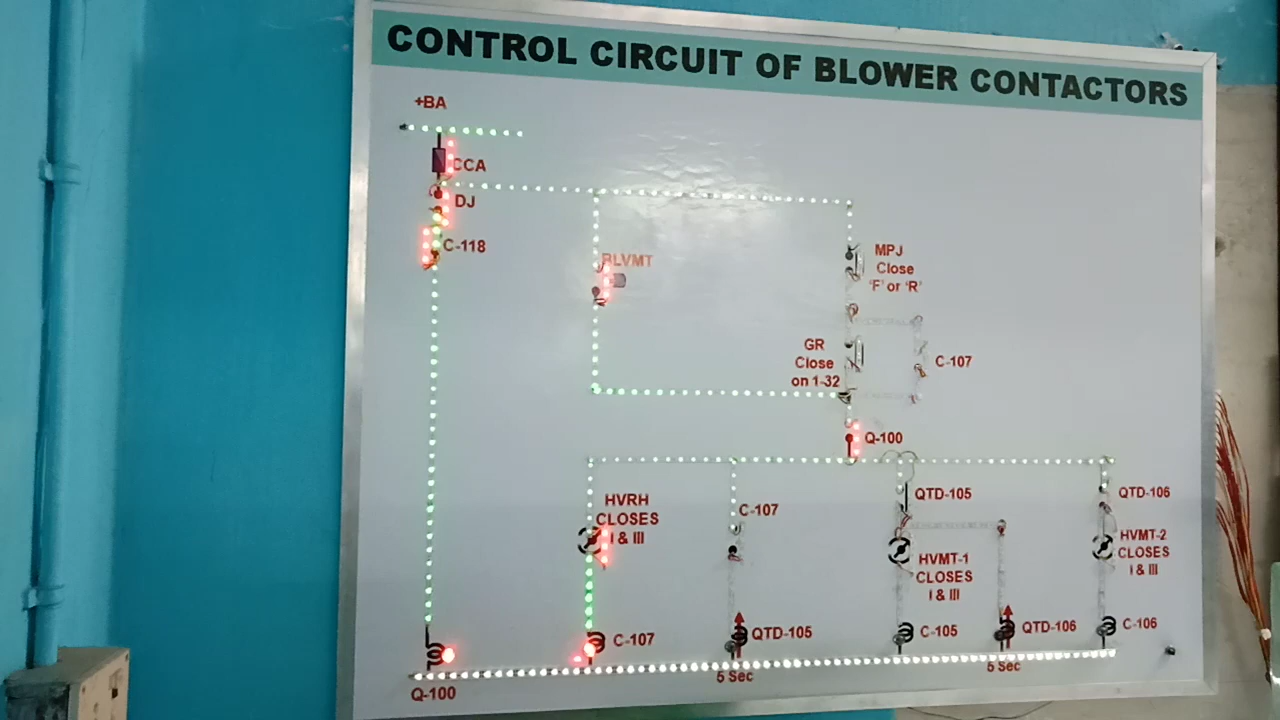 CONTROL CIRCUIT OF BLOWER CONTACTORS
+BA
CCA
DJ
C-118
BLVMT
MPJ
Close
'F' or 'R'
GR
Close
on 1-32
C-107
Q-100
HVRH
CLOSES
I & III
C-107
QTD-105
QTD-106
HVMT-1
CLOSES
I & III
HVMT-2
CLOSES
I & III
C-107
QTD-105
C-105
QTD-106
C-106
Q-100
5 Sec
5 Sec